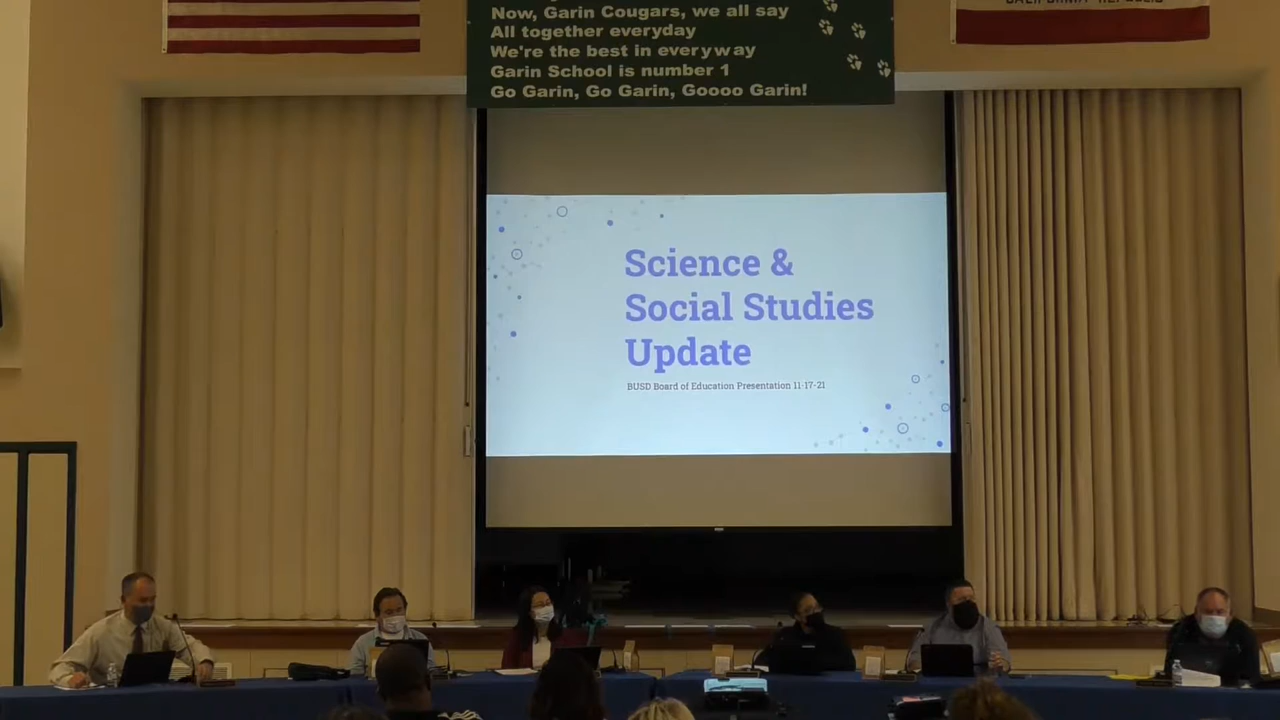 Now, Garin Cougars, we all say
All together everyday
We're the best in everyway
Garin School is number 1
Go Garin, Go Garin, Goooo Garin!
CALIFORNIA REPUBLIC
Science &
Social Studies
Update
BUSD Board of Education Presentation 11-17-21